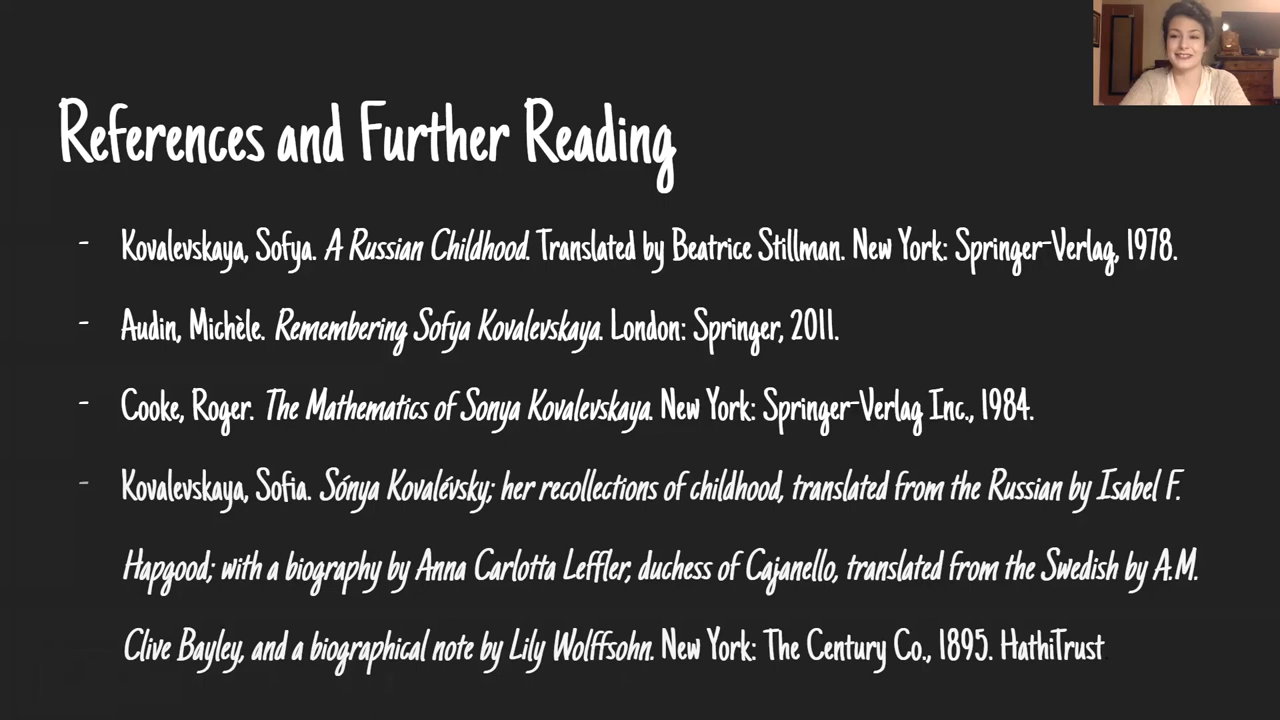 References and Further Reading
- Kovalevskaya, Sofya. A Russian Childhood. Translated by Beatrice Stillman. New York: Springer-Verlag, 1978.
- Audin, Michèle. Remembering Sofya Kovalevskaya. London: Springer, 2011.
- Cooke, Roger. The Mathematics of Sonya Kovalevskaya. New York: Springer-Verlag Inc., 1984.
- Kovalevskaya, Sofia. Sónya Kovalévsky; her recollections of childhood, translated from the Russian by Isabel F.
Hapgood; with a biography by Anna Carlotta Leffler, duchess of Cajanello, translated from the Swedish by A.M.
Clive Bayley, and a biographical note by Lily Wolffsohn. New York: The Century Co., 1895. HathiTrust